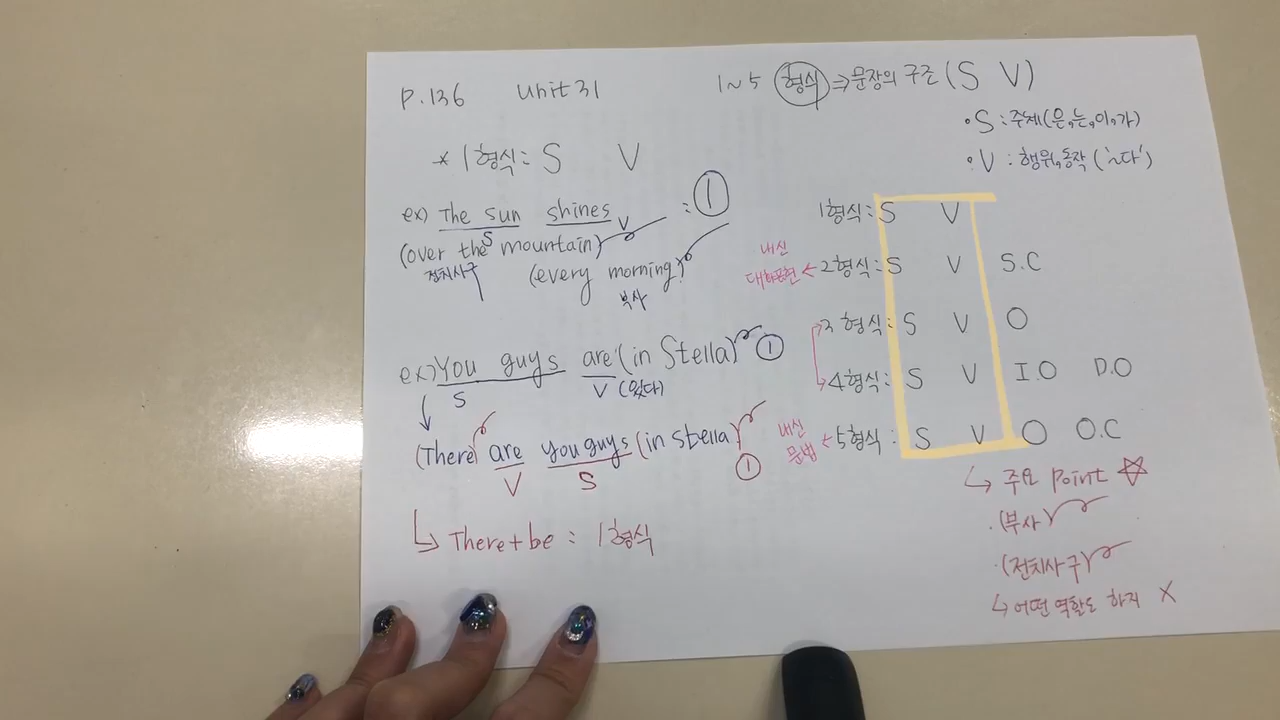 P.136 Unit 31
* 1형식: S V
ex) The sun shines : ①
S V
(over the mountain)
전치사구
(every morning)
부사
ex) You guys are (in Stella) ①
S V (있다)
(There) are you guys (in stella) ①
V S
↳ There + be : 1형식
1~5 형식 ⇒ 문장의 구조 (S V)
• S : 주체(은,는,이,가)
• V : 행위,동작 ('~다')
1형식: S V
내신
대화표현 ← 2형식: S V S.C
3형식: S V O
4형식: S V I.O D.O
내신
문법 ← 5형식 : S V O O.C
↳ 주요 point ☆
· (부사)
· (전치사구)
↳ 어떤 역할도 하지 X